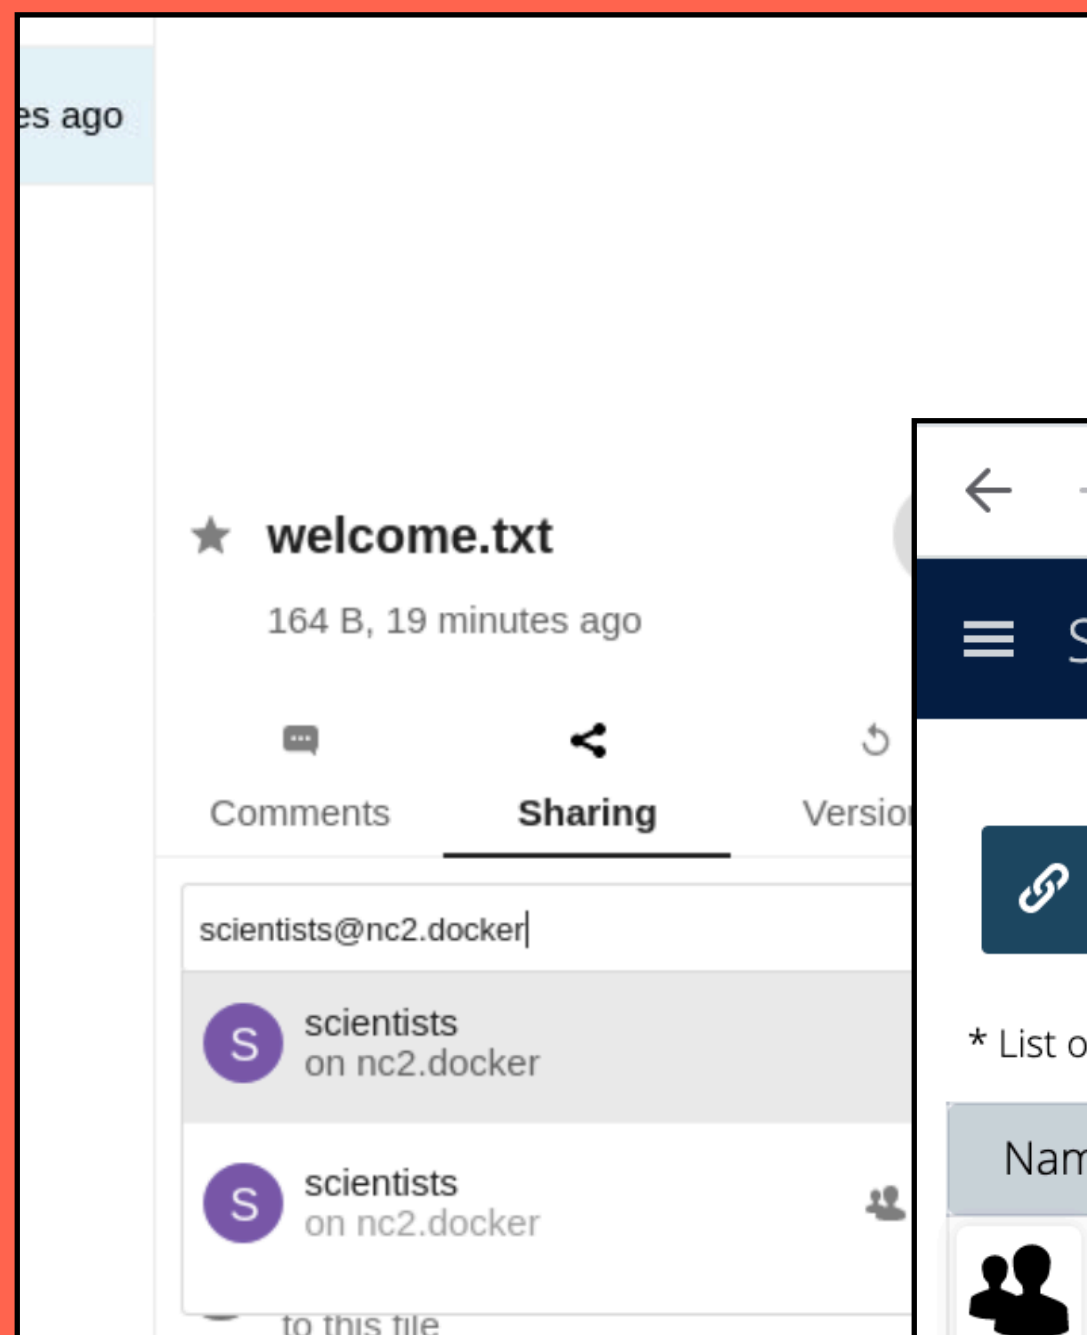 es ago
welcome.txt
164 B, 19 minutes ago
Comments
Sharing
Version
scientists@nc2.docker
S
scientists
on nc2.docker
S
scientists
on nc2.docker
to this file
S
* List o
Nam